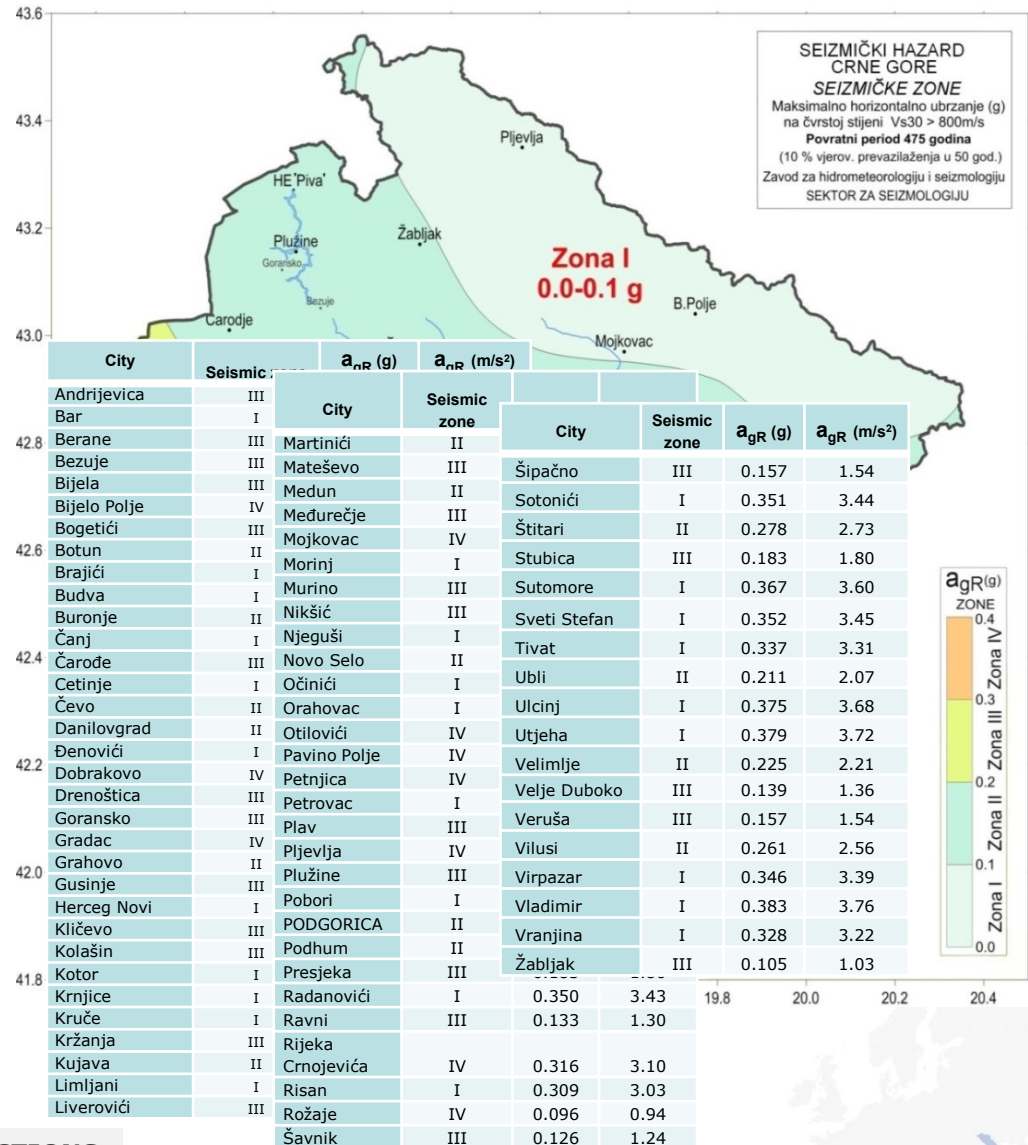 43.6
43.4
43.2
43.0
42.8
42.6
42.4
42.2
42.0
41.8
SEIZMIČKI HAZARD
CRNE GORE
SEIZMIČKE ZONE
Maksimalno horizontalno ubrzanje (g)
na čvrstoj stijeni Vs30 > 800m/s
Povratni period 475 godina
(10 % vjerov. prevazilaženja u 50 god.)
Zavod za hidrometeorologiju i seizmologiju
SEKTOR ZA SEIZMOLOGIJU
Pljevlja
HE Piva
Žabljak
Plužine
Goransko
Bezuje
Zona I
0.0-0.1 g
B.Polje
Carodje
Mojkovac
City Seismic agR (g) agR (m/s²)
Andrijevica III
Bar I
Berane III
Bezuje III
Bijela III
Bijelo Polje IV
Bogetići III
Botun II
Brajići I
Budva I
Buronje II
Čanj I
Čarođe III
Cetinje I
Čevo II
Danilovgrad II
Đenovići I
Dobrakovo IV
Drenoštica III
Goransko III
Gradac IV
Grahovo II
Gusinje III
Herceg Novi I
Kličevo III
Kolašin III
Kotor I
Krnjice I
Kruče I
Kržanja III
Kujava II
Limljani I
Liverovići III
City Seismic
zone
Martinići II
Mateševo III
Medun II
Međurečje III
Mojkovac IV
Morinj I
Murino III
Nikšić III
Njeguši I
Novo Selo II
Očinići I
Orahovac I
Otilovići IV
Pavino Polje IV
Petnjica IV
Petrovac I
Plav III
Pljevlja IV
Plužine III
Pobori I
PODGORICA II
Podhum II
Presjeka III
Radanovići I 0.350 3.43
Ravni III 0.133 1.30
Rijeka
Crnojevića IV 0.316 3.10
Risan I 0.309 3.03
Rožaje IV 0.096 0.94
Šavnik III 0.126 1.24
City Seismic
zone agR (g) agR (m/s²)
Šipačno III 0.157 1.54
Sotonići I 0.351 3.44
Štitari II 0.278 2.73
Stubica III 0.183 1.80
Sutomore I 0.367 3.60
Sveti Stefan I 0.352 3.45
Tivat I 0.337 3.31
Ubli II 0.211 2.07
Ulcinj I 0.375 3.68
Utjeha I 0.379 3.72
Velimlje II 0.225 2.21
Velje Duboko III 0.139 1.36
Veruša III 0.157 1.54
Vilusi II 0.261 2.56
Virpazar I 0.346 3.39
Vladimir I 0.383 3.76
Vranjina I 0.328 3.22
Žabljak III 0.105 1.03
agR(g)
ZONE
0.4
Zona IV
0.3
Zona III
0.2
Zona II
0.1
Zona I
0.0
19.8 20.0 20.2 20.4